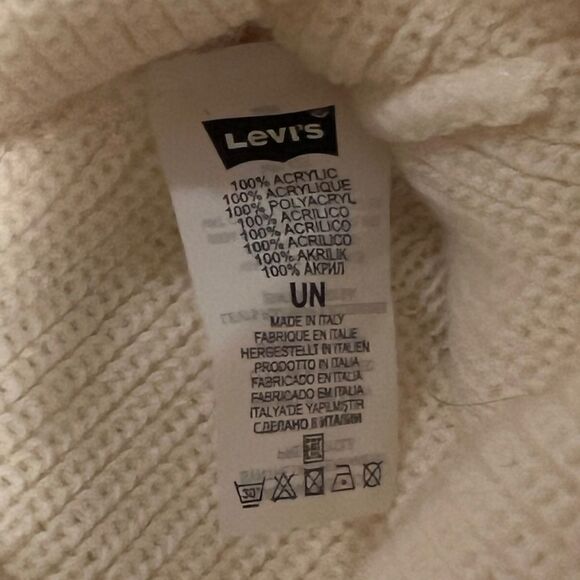 Levi's
100% ACRYLIC
100% ACRYLIQUE
100% POLYACRYL
100% ACRILICO
100% ACRILICO
100% ACRILICO
100% AKRILIK
100% АКРИЛ
UN
MADE IN ITALY
FABRIQUE EN ITALIE
HERGESTELLT IN ITALIEN
PRODOTTO IN ITALIA
FABRICADO EN ITALIA
FABRICADO EM ITALIA
ITALYA'DE YAPILMIŞTIR
СДЕЛАНО В ИТАЛИИ
30°